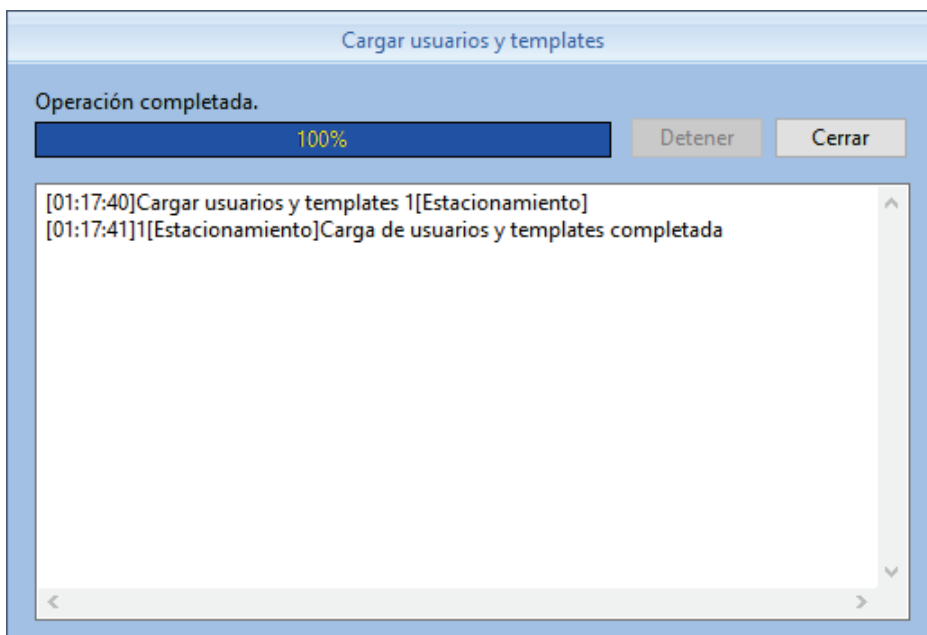 Cargar usuarios y templates
Operación completada.
100%
Detener
Cerrar
[01:17:40]Cargar usuarios y templates 1[Estacionamiento]
[01:17:41]1[Estacionamiento]Carga de usuarios y templates completada